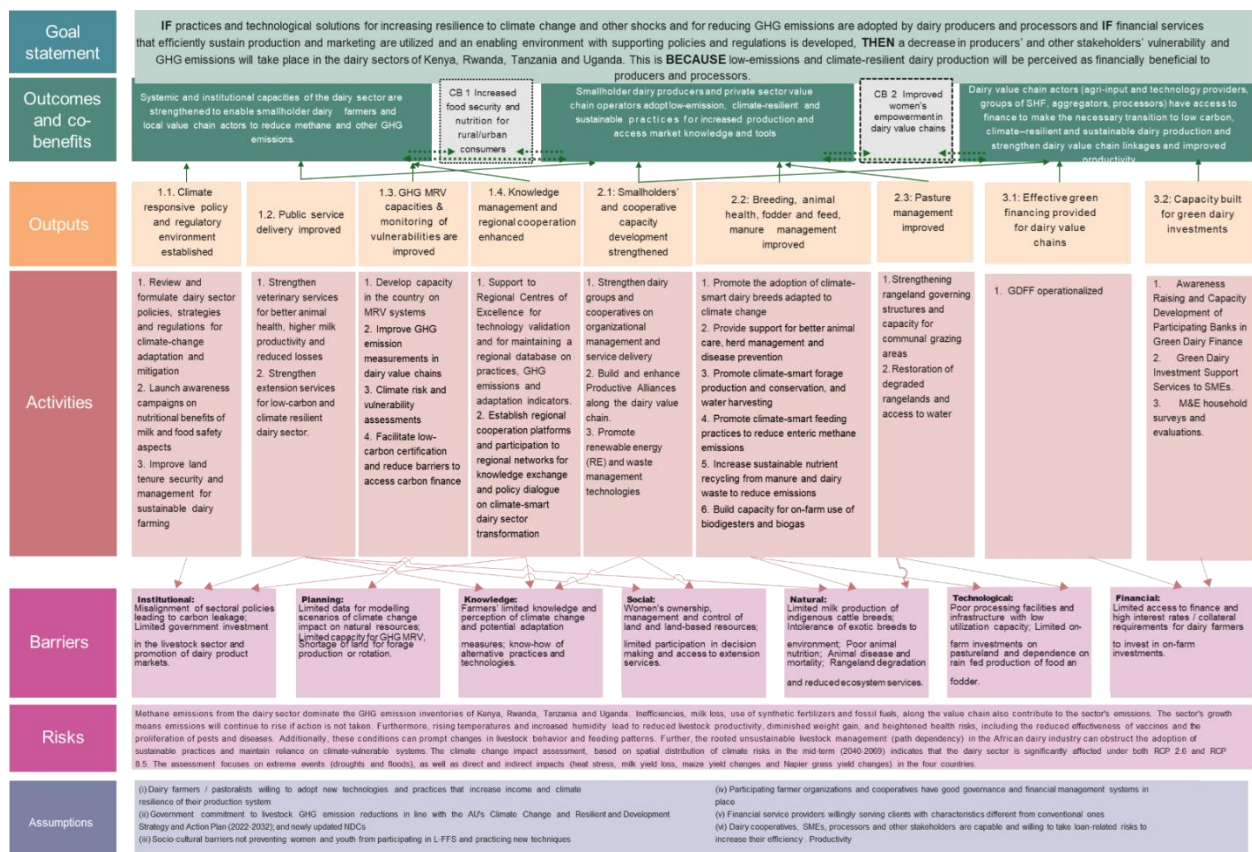 Goal
statement
IF practices and technological solutions for increasing resilience to climate change and other shocks and for reducing GHG emissions are adopted by dairy producers and processors and IF financial services
that efficiently sustain production and marketing are utilized and an enabling environment with supporting policies and regulations is developed, THEN a decrease in producers' and other stakeholders' vulnerability and
GHG emissions will take place in the dairy sectors of Kenya, Rwanda, Tanzania and Uganda. This is BECAUSE low-emissions and climate-resilient dairy production will be perceived as financially beneficial to
producers and processors.
Outcomes
and co-
benefits
Systemic and institutional capacities of the dairy sector are
strengthened to enable smallholder dairy farmers and
local value chain actors to reduce methane and other GHG
emissions.
CB 1 Increased
food security and
nutrition for
rural/urban
consumers
Smallholder dairy producers and private sector value
chain operators adopt low-emission, climate-resilient and
sustainable practices for increased production and
access market knowledge and tools
CB 2 Improved
women's
empowerment in
dairy value chains
Dairy value chain actors (agri-input and technology providers,
groups of SHF, aggregators, processors) have access to
finance to make the necessary transition to low carbon,
climate–resilient and sustainable dairy production and
strengthen dairy value chain linkages and improved
productivity
Outputs
1.1. Climate
responsive policy and
regulatory
environment
established
1.2. Public service
delivery improved
1.3. GHG MRV
capacities &
monitoring of
vulnerabilities are
improved
1.4. Knowledge
management and
regional cooperation
enhanced
2.1: Smallholders'
and cooperative
capacity
development
strengthened
2.2: Breeding, animal
health, fodder and feed,
manure management
improved
2.3: Pasture
management
improved
3.1: Effective green
financing provided
for dairy value
chains
3.2: Capacity built
for green dairy
investments
Activities
1. Review and
formulate dairy sector
policies, strategies
and regulations for
climate-change
adaptation and
mitigation
2. Launch awareness
campaigns on
nutritional benefits of
milk and food safety
aspects
3. Improve land
tenure security and
management for
sustainable dairy
farming
1. Strengthen
veterinary services
for better animal
health, higher milk
productivity and
reduced losses
2. Strengthen
extension services
for low-carbon and
climate resilient
dairy sector.
1. Develop capacity
in the country on
MRV systems
2. Improve GHG
emission
measurements in
dairy value chains
3. Climate risk and
vulnerability
assessments
4. Facilitate low-
carbon certification
and reduce barriers to
access carbon finance
1. Support to
Regional Centres of
Excellence for
technology validation
and for maintaining a
regional database on
practices, GHG
emissions and
adaptation indicators.
2. Establish regional
cooperation platforms
and participation to
regional networks for
knowledge exchange
and policy dialogue
on climate-smart
dairy sector
transformation
1. Strengthen dairy
groups and
cooperatives on
organizational
management and
service delivery
2. Build and enhance
Productive Alliances
along the dairy value
chain.
3. Promote
renewable energy
(RE) and waste
management
technologies
1. Promote the adoption of climate-
smart dairy breeds adapted to
climate change
2. Provide support for better animal
care, herd management and
disease prevention
3. Promote climate-smart forage
production and conservation, and
water harvesting
4. Promote climate-smart feeding
practices to reduce enteric methane
emissions
5. Increase sustainable nutrient
recycling from manure and dairy
waste to reduce emissions
6. Build capacity for on-farm use of
biodigesters and biogas
1.Strengthening
rangeland governing
structures and
capacity for
communal grazing
areas
2.Restoration of
degraded
rangelands and
access to water
1. GDFF operationalized
1. Awareness
Raising and Capacity
Development of
Participating Banks in
Green Dairy Finance
2. Green Dairy
Investment Support
Services to SMEs.
3. M&E household
surveys and
evaluations.
Barriers
Institutional:
Misalignment of sectoral policies
leading to carbon leakage;
Limited government investment
in the livestock sector and
promotion of dairy product
markets.
Planning:
Limited data for modelling
scenarios of climate change
impact on natural resources;
Limited capacity for GHG MRV,
Shortage of land for forage
production or rotation.
Knowledge:
Farmers' limited knowledge and
perception of climate change
and potential adaptation
measures; know-how of
alternative practices and
technologies.
Social:
Women's ownership,
management and control of
land and land-based resources;
limited participation in decision
making and access to extension
services.
Natural:
Limited milk production of
indigenous cattle breeds;
Intolerance of exotic breeds to
environment; Poor animal
nutrition; Animal disease and
mortality; Rangeland degradation
and reduced ecosystem services.
Technological:
Poor processing facilities and
infrastructure with low
utilization capacity; Limited on-
farm investments on
pastureland and dependence on
rain fed production of food an
fodder.
Financial:
Limited access to finance and
high interest rates / collateral
requirements for dairy farmers
to invest in on-farm
investments.
Risks
Methane emissions from the dairy sector dominate the GHG emission inventories of Kenya, Rwanda, Tanzania and Uganda. Inefficiencies, milk loss, use of synthetic fertilizers and fossil fuels, along the value chain also contribute to the sector's emissions. The sector's growth
means emissions will continue to rise if action is not taken. Furthermore, rising temperatures and increased humidity lead to reduced livestock productivity, diminished weight gain, and heightened health risks, including the reduced effectiveness of vaccines and the
proliferation of pests and diseases. Additionally, these conditions can prompt changes in livestock behavior and feeding patterns. Further, the rooted unsustainable livestock management (path dependency) in the African dairy industry can obstruct the adoption of
sustainable practices and maintain reliance on climate-vulnerable systems. The climate change impact assessment, based on spatial distribution of climate risks in the mid-term (2040-2069) indicates that the dairy sector is significantly affected under both RCP 2.6 and RCP
8.5. The assessment focuses on extreme events (droughts and floods), as well as direct and indirect impacts (heat stress, milk yield loss, maize yield changes and Napier grass yield changes) in the four countries.
Assumptions
(i) Dairy farmers / pastoralists willing to adopt new technologies and practices that increase income and climate
resilience of their production system
(ii) Government commitment to livestock GHG emission reductions in line with the AU's Climate Change and Resilient and Development
Strategy and Action Plan (2022-2032); and newly updated NDCs
(iii) Socio-cultural barriers not preventing women and youth from participating in L-FFS and practicing new techniques
(iv) Participating farmer organizations and cooperatives have good governance and financial management systems in
place
(v) Financial service providers willingly serving clients with characteristics different from conventional ones
(vi) Dairy cooperatives, SMEs, processors and other stakeholders are capable and willing to take loan-related risks to
increase their efficiency. Productivity